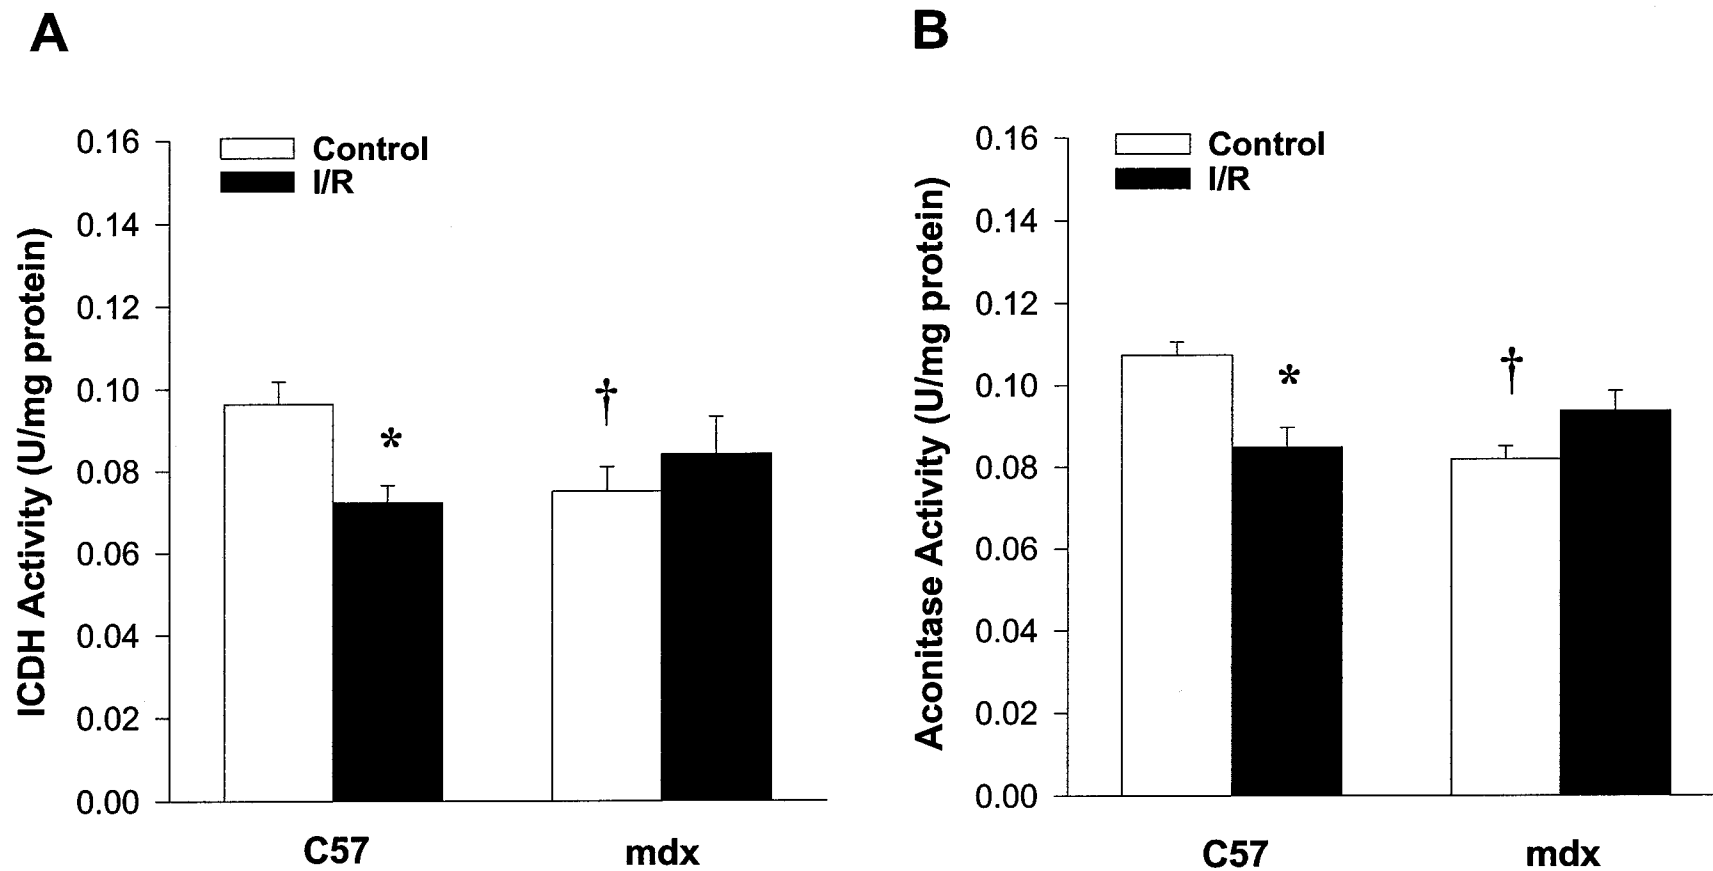 A
ICDH Activity (U/mg protein)
0.16
0.14
0.12
0.10
0.08
0.06
0.04
0.02
0.00
Control
I/R
*
†
C57
mdx
B
Aconitase Activity (U/mg protein)
0.16
0.14
0.12
0.10
0.08
0.06
0.04
0.02
0.00
Control
I/R
*
†
C57
mdx